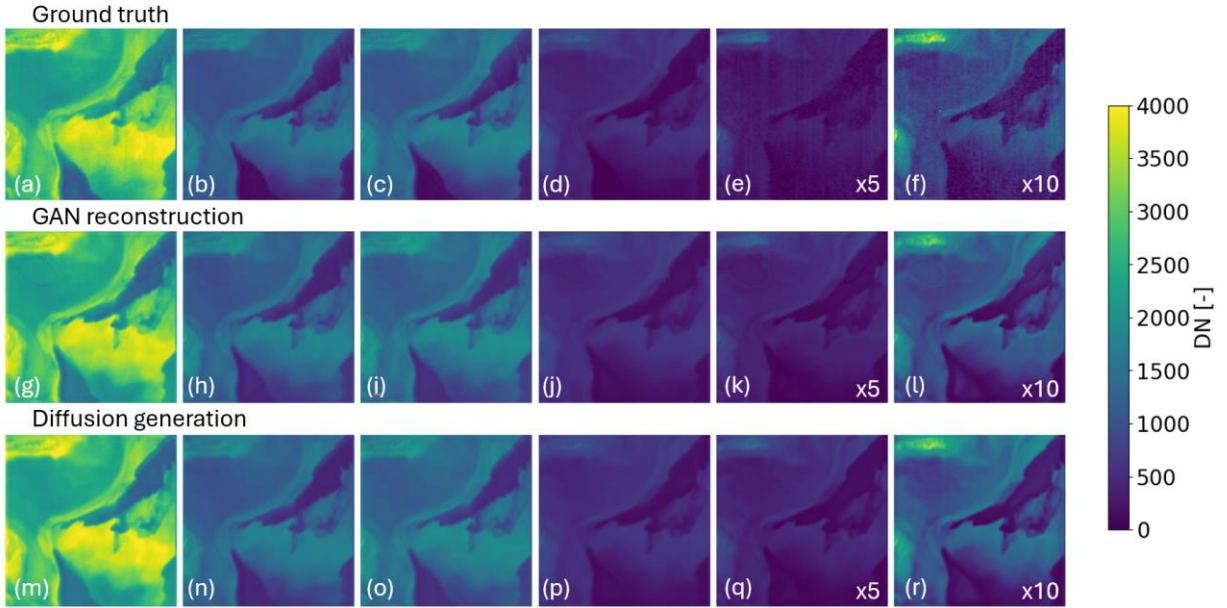 Ground truth
(a) (b) (c) (d) (e) x5 (f) x10
GAN reconstruction
(g) (h) (i) (j) (k) x5 (l) x10
Diffusion generation
(m) (n) (o) (p) (q) x5 (r) x10
4000
3500
3000
2500
2000
1500
1000
500
0
DN [-]